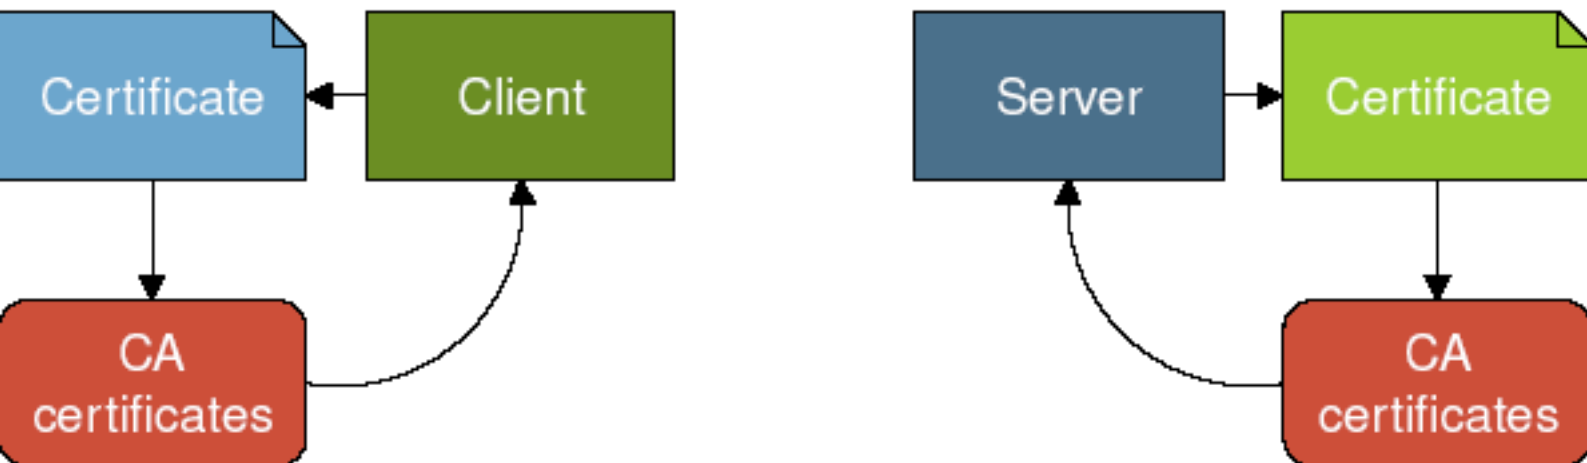 Certificate
Client
Server
Certificate
CA
certificates
CA
certificates